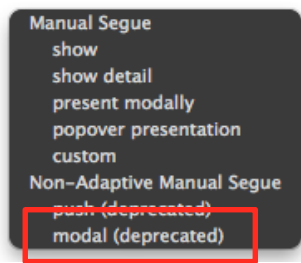 Manual Segue
show
show detail
present modally
popover presentation
custom
Non-Adaptive Manual Segue
push (deprecated)
modal (deprecated)